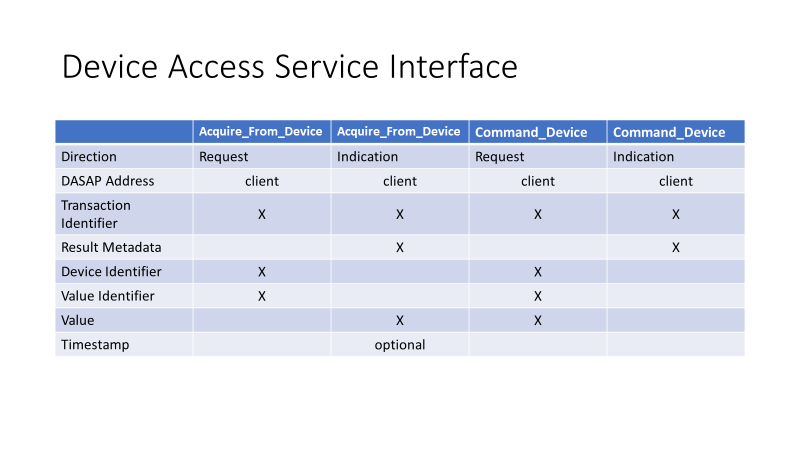 Device Access Service Interface
Acquire_From_Device Acquire_From_Device Command_Device Command_Device
Direction Request Indication Request Indication
DASAP Address client client client client
Transaction
Identifier X X X X
Result Metadata X X
Device Identifier X X
Value Identifier X X
Value X X
Timestamp optional